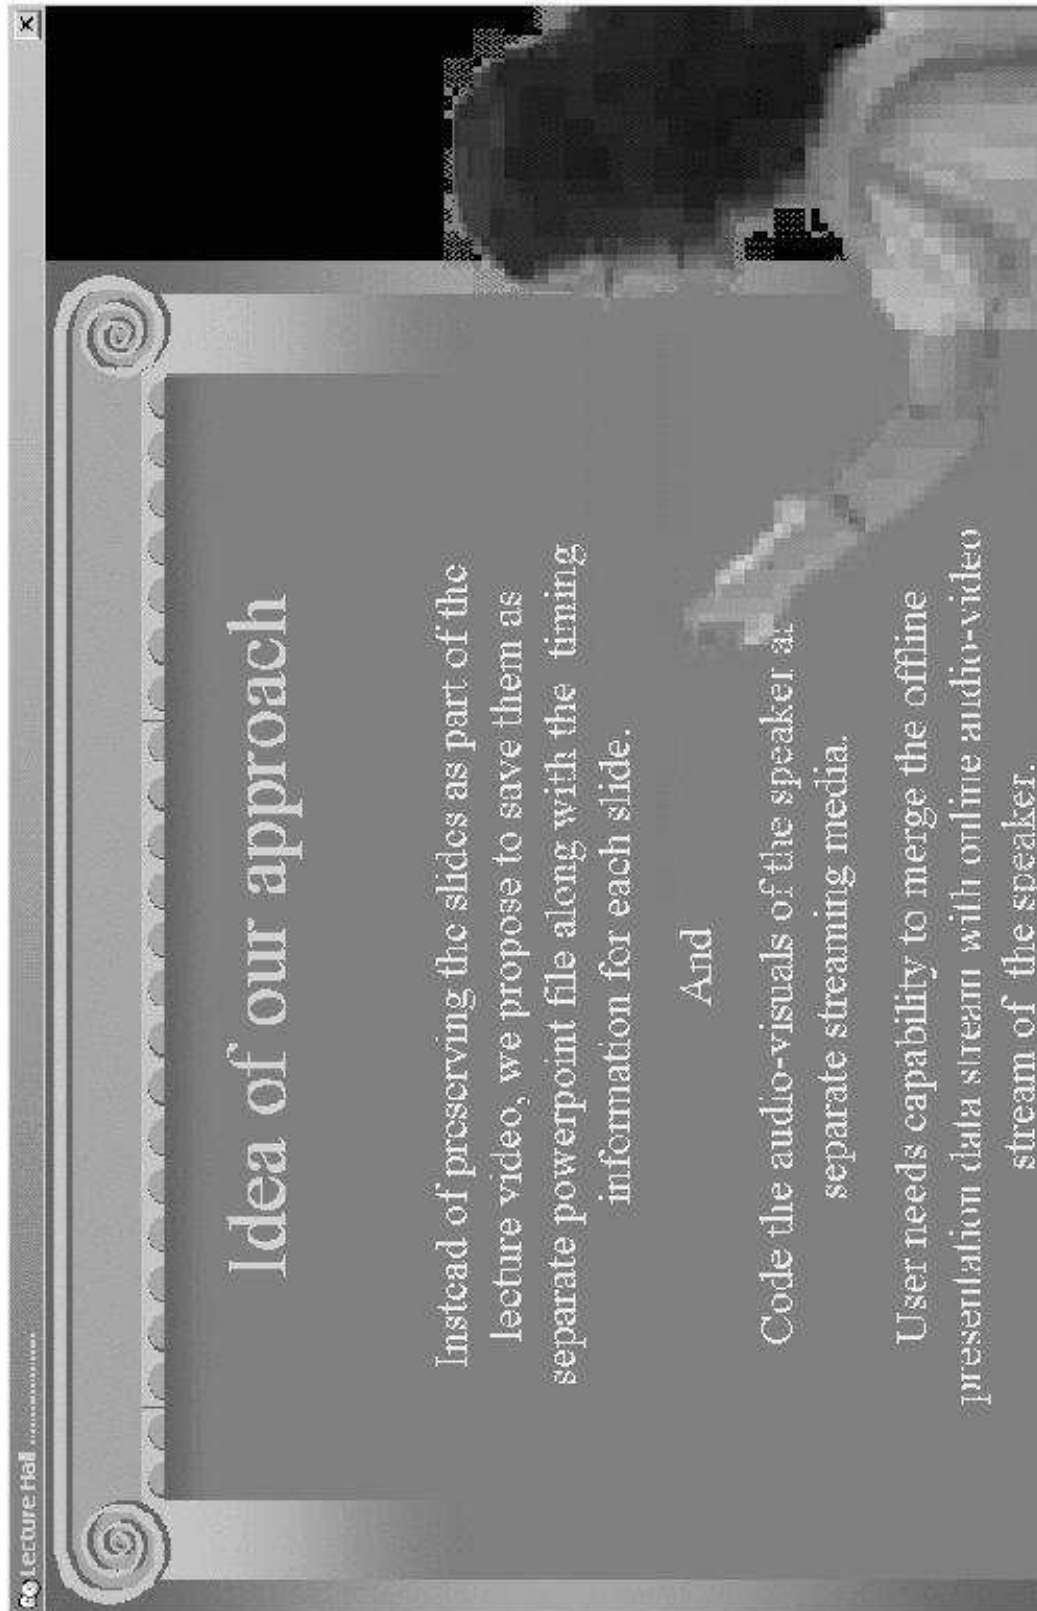 Lecture Hall ..................
Idea of our approach
Instead of preserving the slides as part of the
lecture video, we propose to save them as
separate powerpoint file along with the timing
information for each slide.
And
Code the audio-visuals of the speaker a
separate streaming media.
User needs capability to merge the offline
presentation data stream with online audio-video
stream of the speaker.